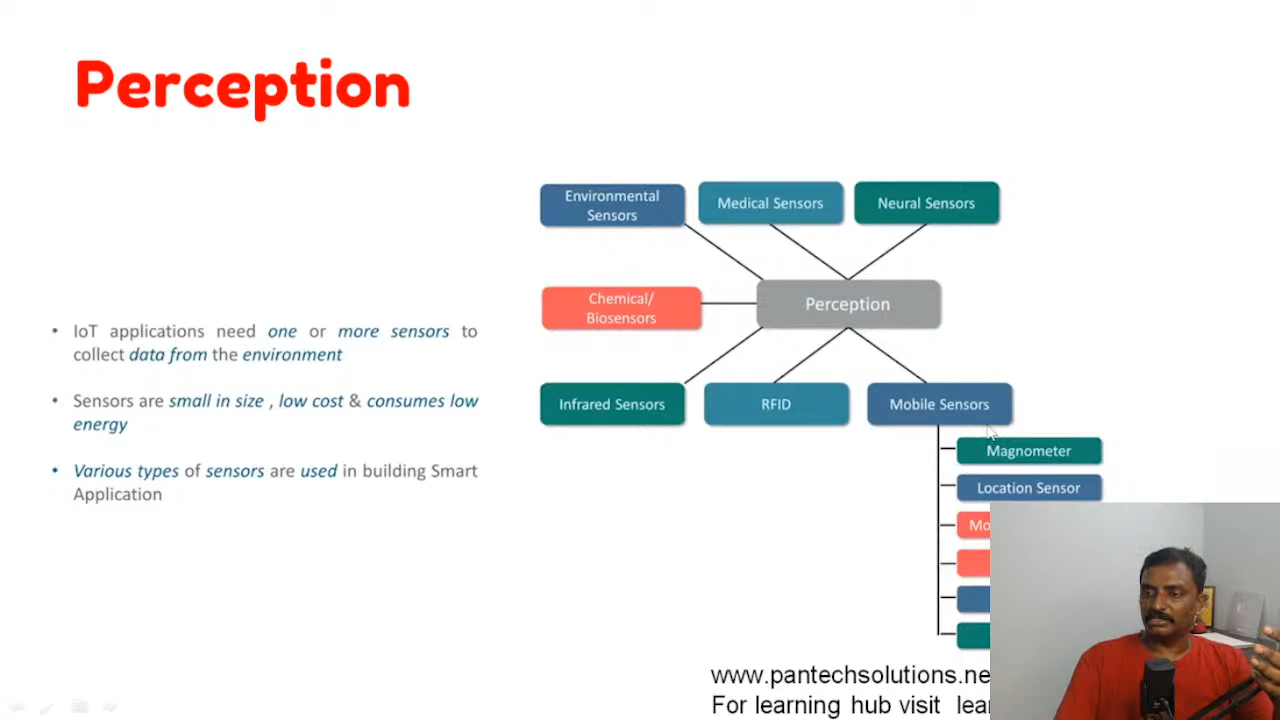 Perception
IoT applications need one or more sensors to
collect data from the environment
Sensors are small in size , low cost & consumes low
energy
Various types of sensors are used in building Smart
Application
Environmental
Sensors
Medical Sensors
Neural Sensors
Chemical/
Biosensors
Perception
Infrared Sensors
RFID
Mobile Sensors
Magnometer
Location Sensor
www.pantechsolutions.ne
For learning hub visit